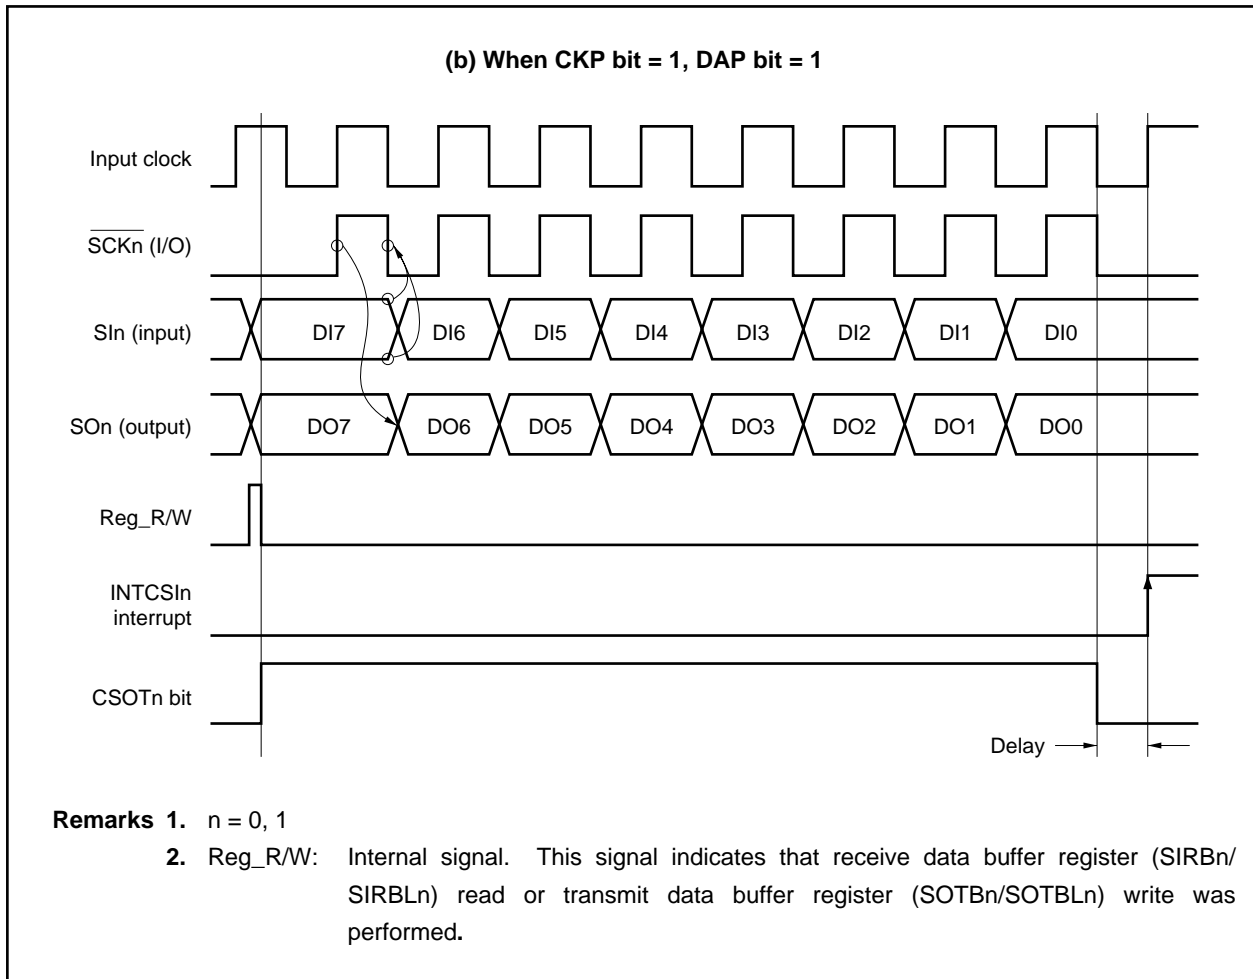 (b) When CKP bit = 1, DAP bit = 1
Input clock
SCKn (I/O)
SIn (input)
DI7 DI6 DI5 DI4 DI3 DI2 DI1 DI0
SOn (output)
DO7 DO6 DO5 DO4 DO3 DO2 DO1 DO0
Reg_R/W
INTCSIn
interrupt
CSOTn bit
Delay
Remarks 1. n = 0, 1
2. Reg_R/W: Internal signal. This signal indicates that receive data buffer register (SIRBn/
SIRBLn) read or transmit data buffer register (SOTBn/SOTBLn) write was
performed.